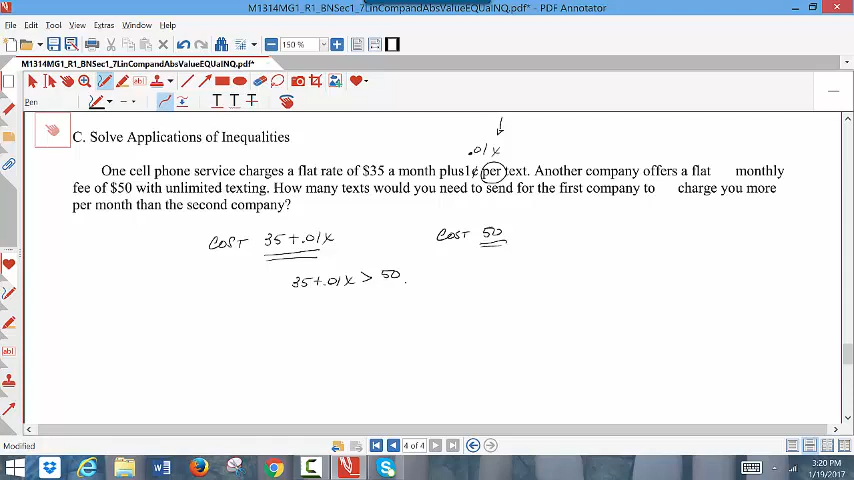 M1314MG1_R1_BNSec1_7LinCompandAbsValueEQUaINQ.pdf* - PDF Annotator
File Edit Tool View Extras Window Help
150 %
M1314MG1_R1_BNSec1_7LinCompandAbsValueEQUaINQ.pdf*
Pen
.01x
C. Solve Applications of Inequalities
One cell phone service charges a flat rate of $35 a month plus 1¢ per text. Another company offers a flat monthly
fee of $50 with unlimited texting. How many texts would you need to send for the first company to charge you more
per month than the second company?
COST 35+.01x COST 50
35+.01x > 50.
Modified 4 of 4
3:20 PM
1/19/2017